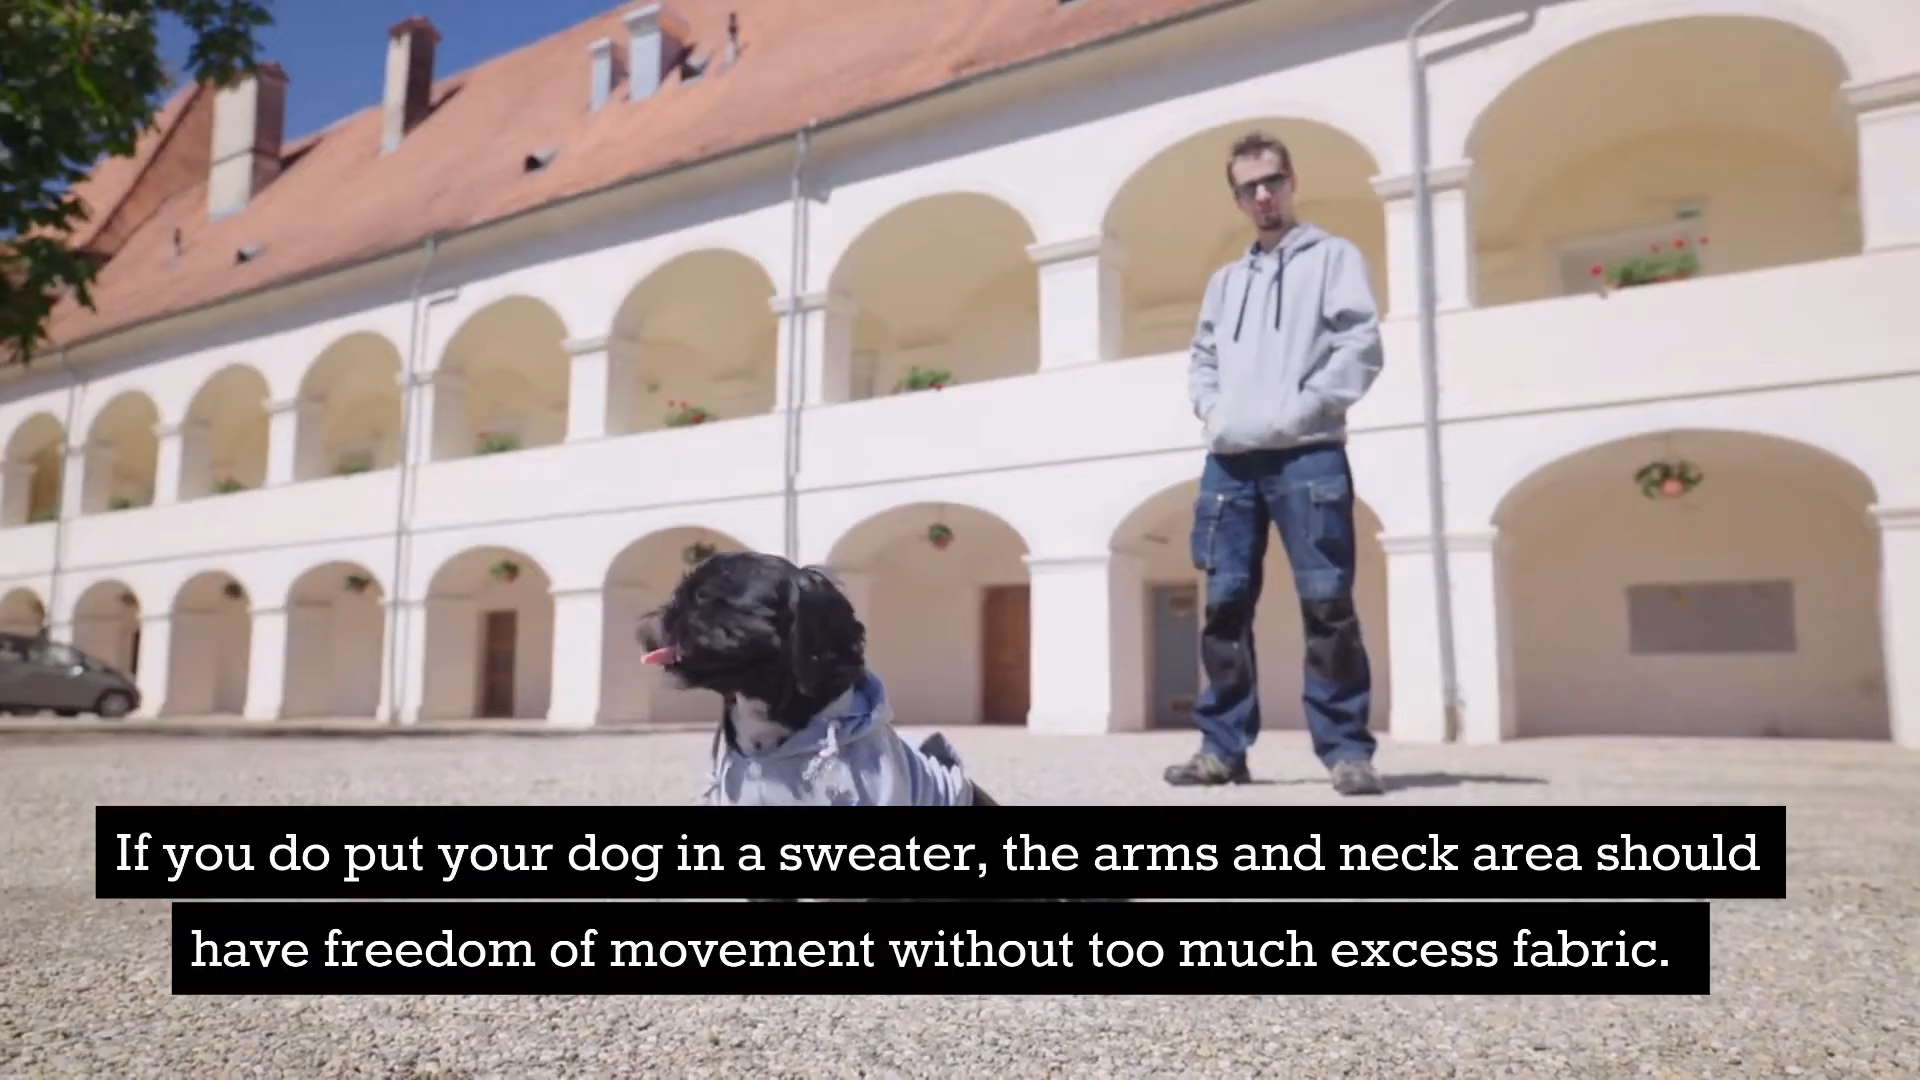 If you do put your dog in a sweater, the arms and neck area should
have freedom of movement without too much excess fabric.